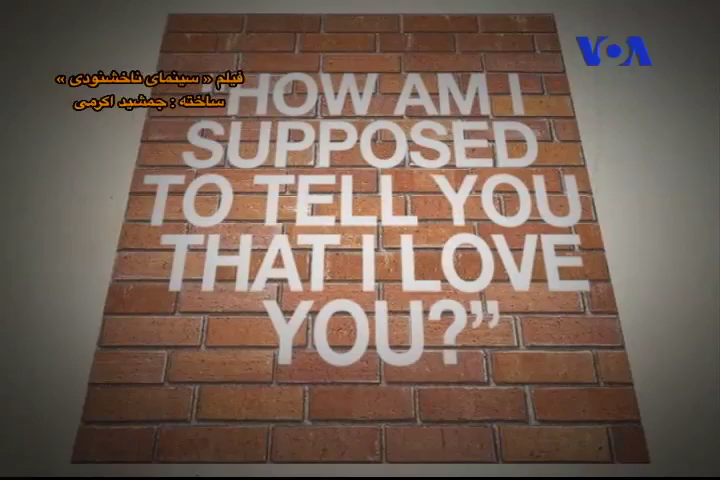 فیلم « سینمای ناخشنودی »
ساخته : جمشید اکرمی
VOA
“HOW AM I
SUPPOSED
TO TELL YOU
THAT I LOVE
YOU?”